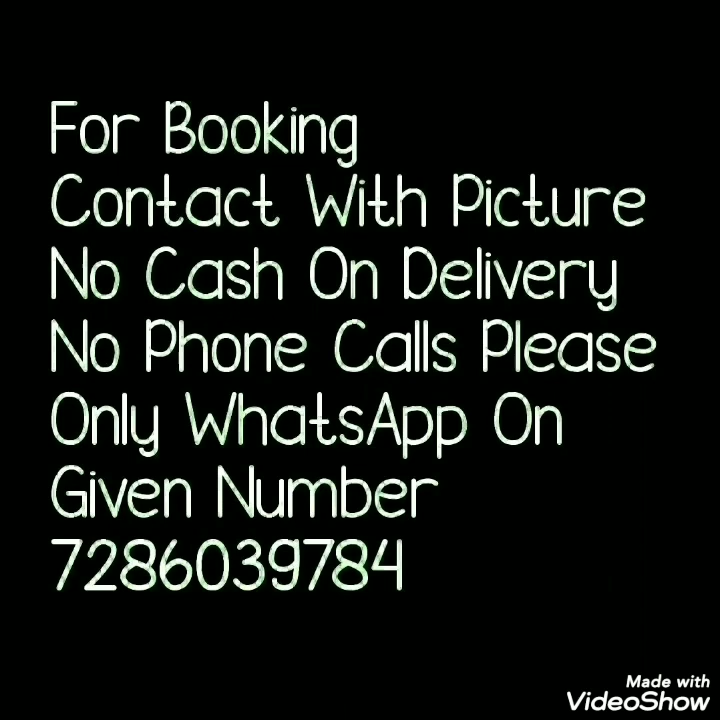 For Booking
Contact With Picture
No Cash On Delivery
No Phone Calls Please
Only WhatsApp On
Given Number
7286039784
Made with
VideoShow